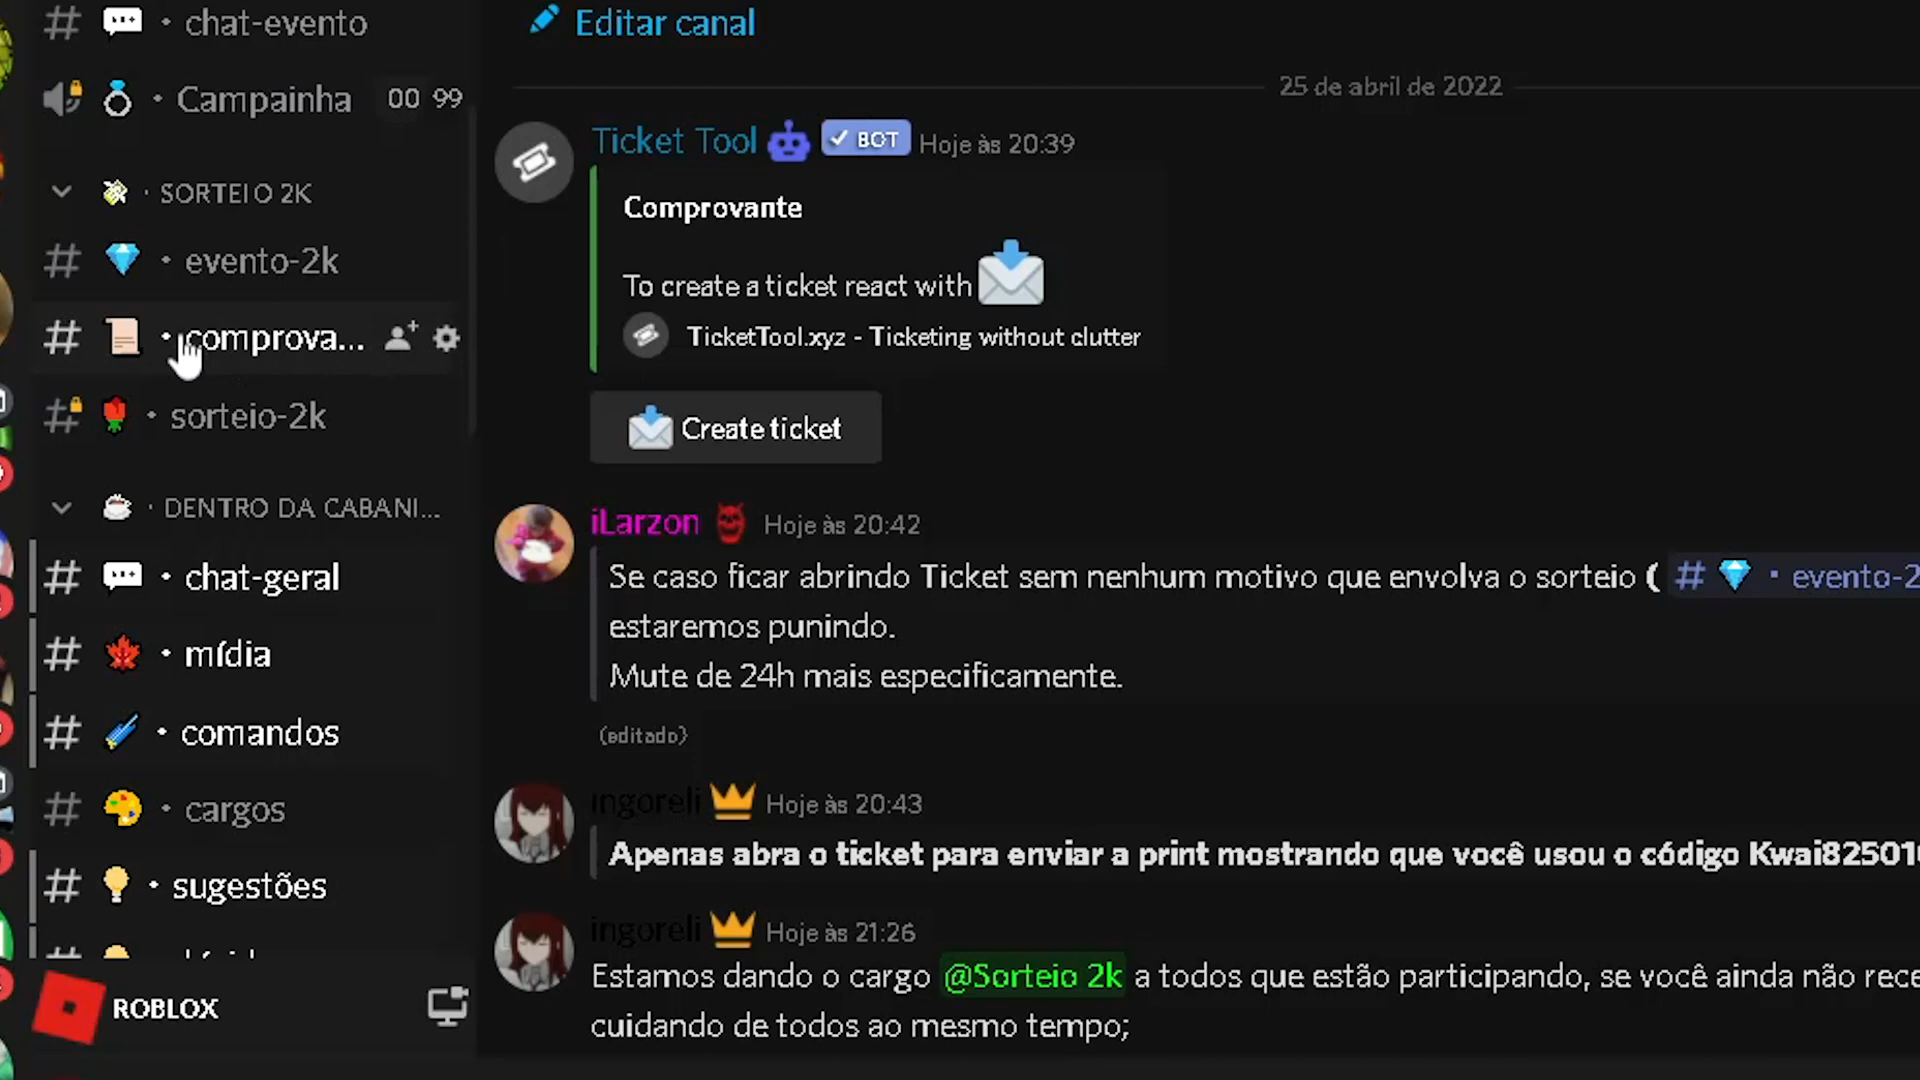 chat-evento
Campainha 00 99
SORTEIO 2K
evento-2k
comprova...
sorteio-2k
DENTRO DA CABANI...
chat-geral
mídia
comandos
cargos
sugestões
ROBLOX
Editar canal
25 de abril de 2022
Ticket Tool BOT Hoje às 20:39
Comprovante
To create a ticket react with
TicketTool.xyz - Ticketing without clutter
Create ticket
iLarzon Hoje às 20:42
Se caso ficar abrindo Ticket sem nenhum motivo que envolva o sorteio ( # • evento-2
estaremos punindo.
Mute de 24h mais especificamente.
(editado)
ingoreli Hoje às 20:43
Apenas abra o ticket para enviar a print mostrando que você usou o código Kwai82501
ingoreli Hoje às 21:26
Estamos dando o cargo @Sorteio 2k a todos que estão participando, se você ainda não rece
cuidando de todos ao mesmo tempo;